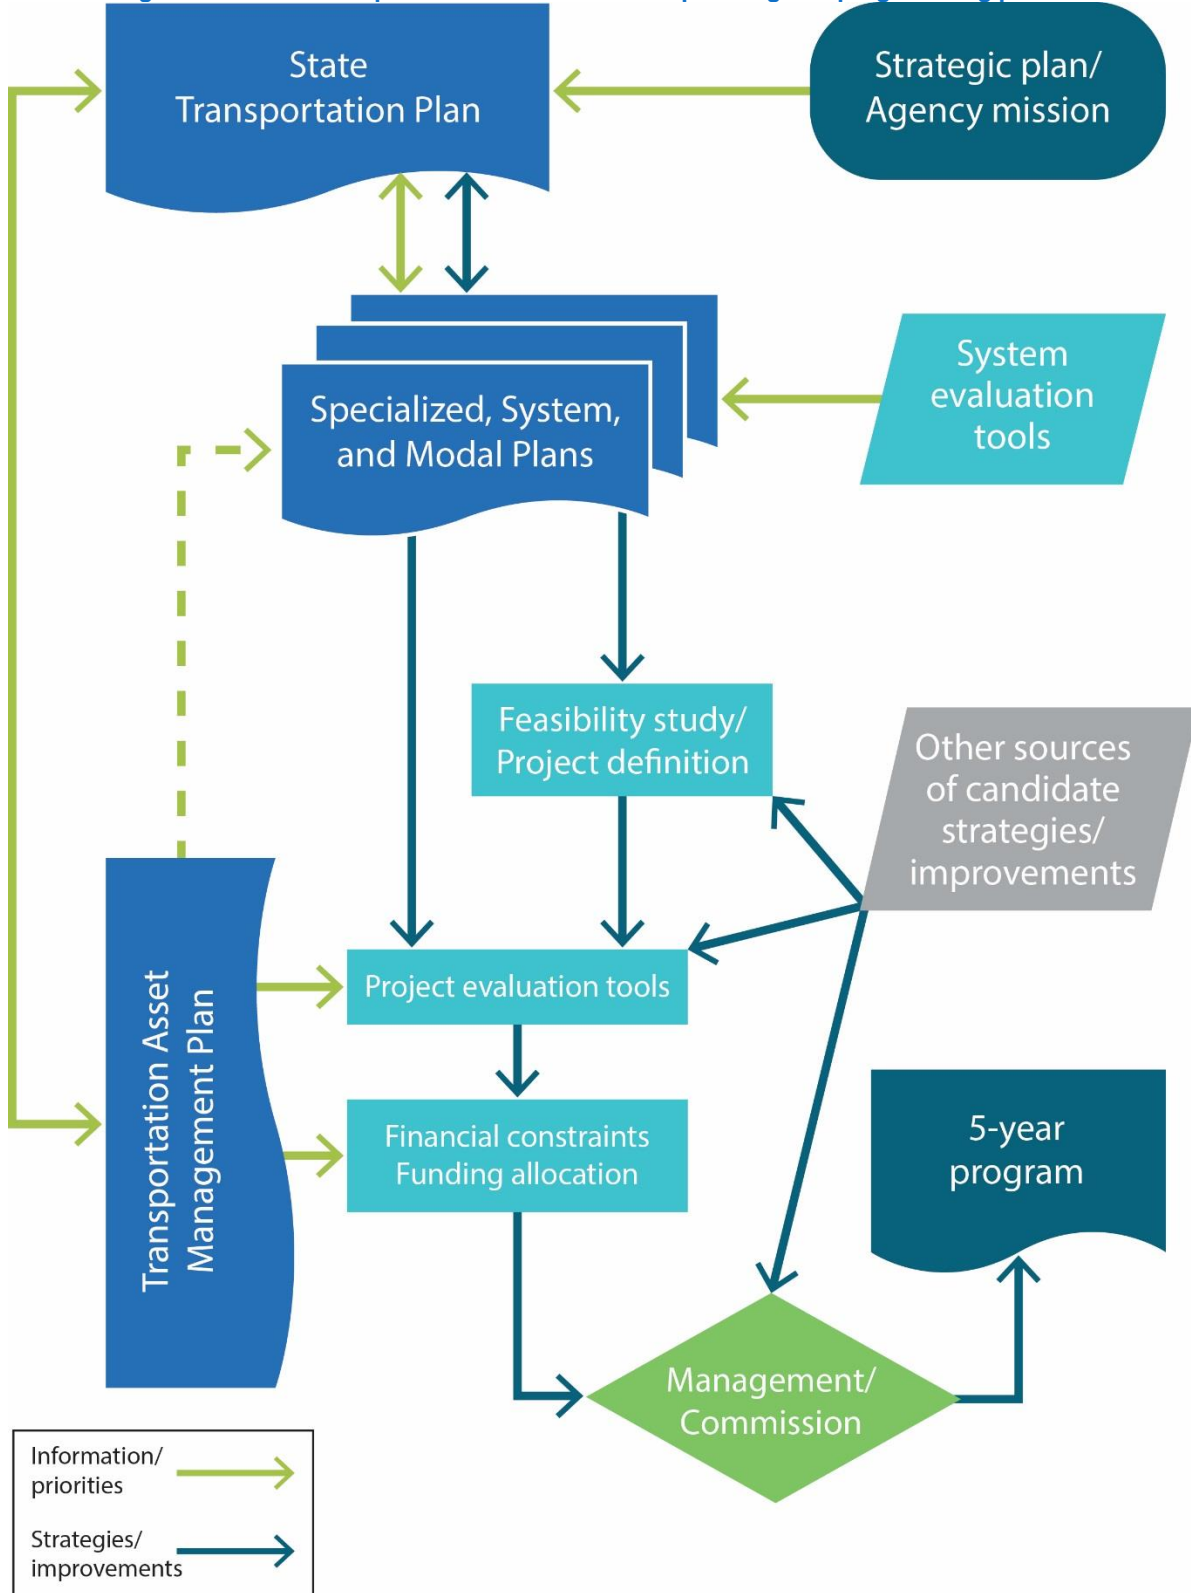 State
Transportation Plan
Strategic plan/
Agency mission
Specialized, System,
and Modal Plans
System
evaluation
tools
Feasibility study/
Project definition
Other sources
of candidate
strategies/
improvements
Transportation Asset
Management Plan
Project evaluation tools
Financial constraints
Funding allocation
5-year
program
Management/
Commission
Information/
priorities
Strategies/
improvements